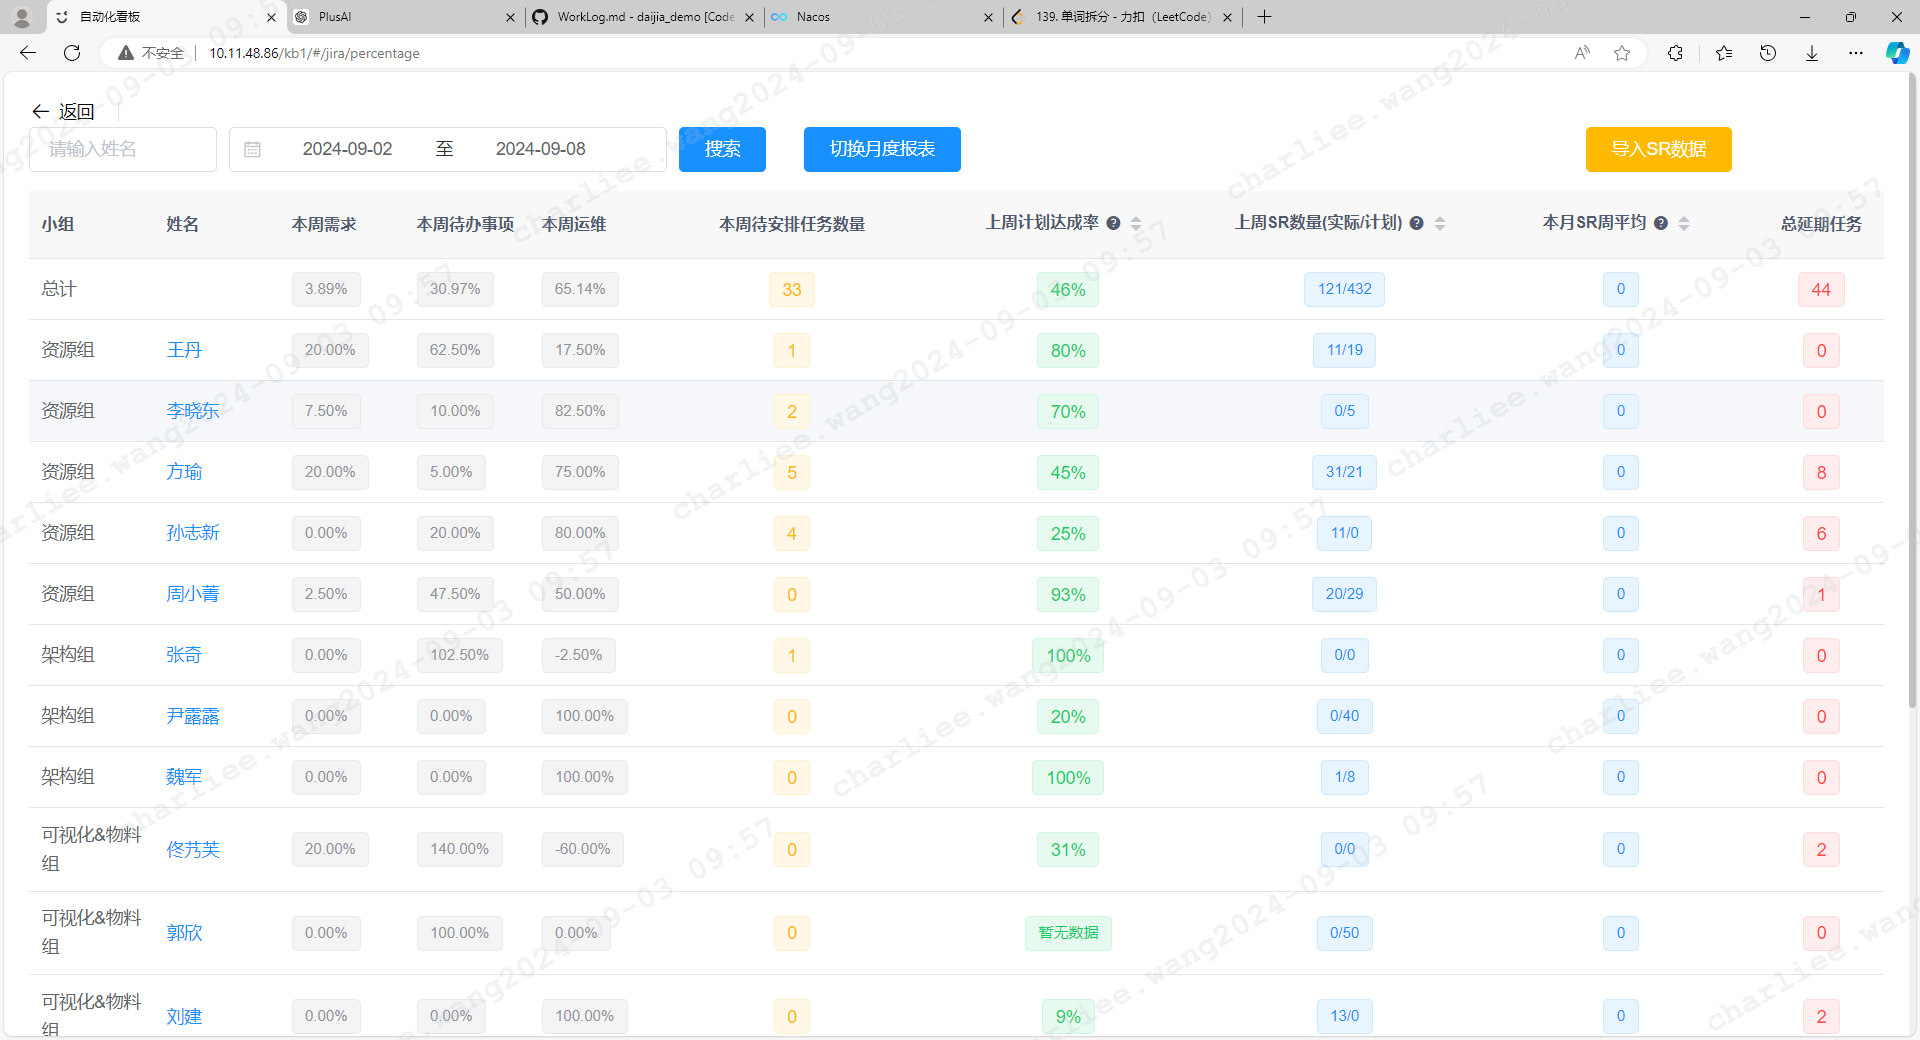 自动化看板
PlusAI
WorkLog.md - daijia_demo [Code
Nacos
139. 单词拆分 - 力扣 (LeetCode)
不安全
10.11.48.86/kb1/#/jira/percentage
返回
请输入姓名
2024-09-02 至 2024-09-08
搜索
切换月度报表
导入SR数据
小组 姓名 本周需求 本周待办事项 本周运维 本周待安排任务数量 上周计划达成率 上周SR数量(实际/计划) 本月SR周平均 总延期任务
总计 3.89% 30.97% 65.14% 33 46% 121/432 0 44
资源组 王丹 20.00% 62.50% 17.50% 1 80% 11/19 0 0
资源组 李晓东 7.50% 10.00% 82.50% 2 70% 0/5 0 0
资源组 方瑜 20.00% 5.00% 75.00% 5 45% 31/21 0 8
资源组 孙志新 0.00% 20.00% 80.00% 4 25% 11/0 0 6
资源组 周小菁 2.50% 47.50% 50.00% 0 93% 20/29 0 1
架构组 张奇 0.00% 102.50% -2.50% 1 100% 0/0 0 0
架构组 尹露露 0.00% 0.00% 100.00% 0 20% 0/40 0 0
架构组 魏军 0.00% 0.00% 100.00% 0 100% 1/8 0 0
可视化&物料
组
佟艿芙 20.00% 140.00% -60.00% 0 31% 0/0 0 2
可视化&物料
组
郭欣 0.00% 100.00% 0.00% 0 暂无数据 0/50 0 0
可视化&物料
组
刘建 0.00% 0.00% 100.00% 0 9% 13/0 0 2
charliee.wang2024-09-03 09:57